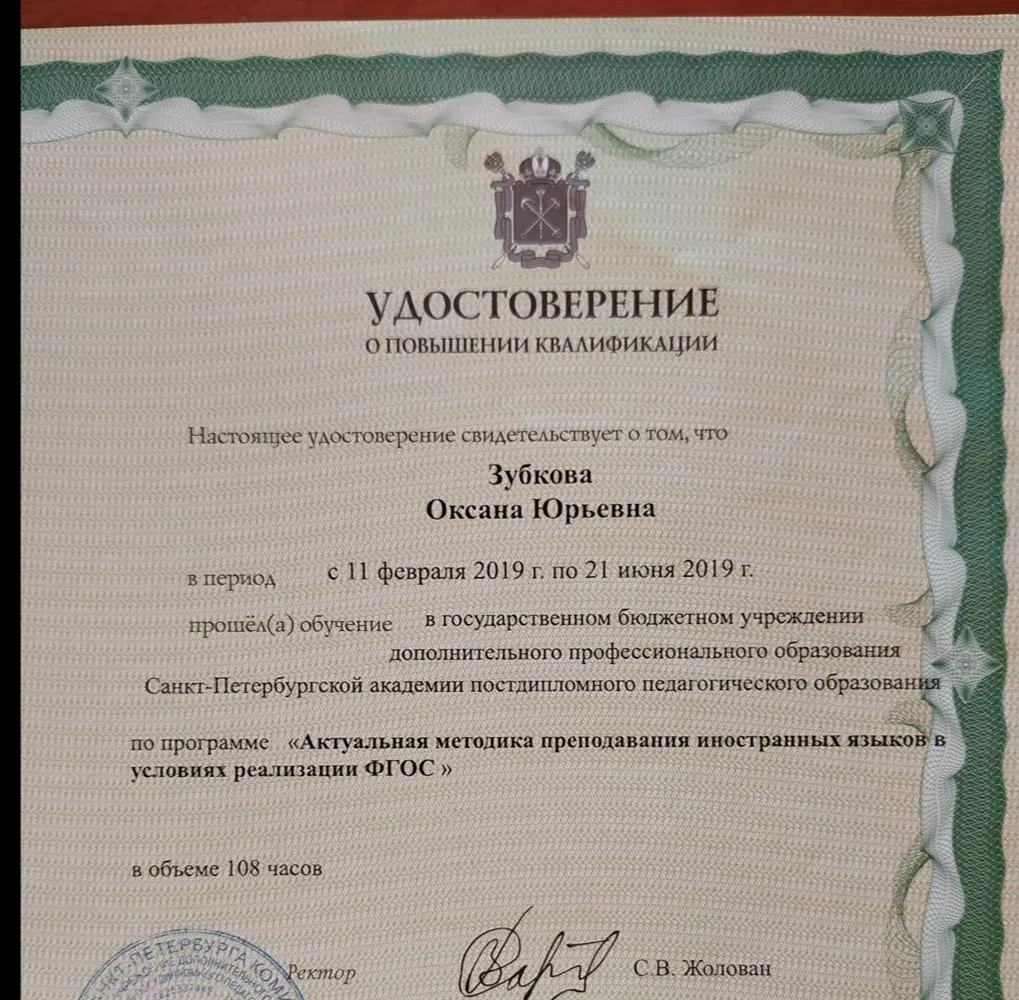 УДОСТОВЕРЕНИЕ
О ПОВЫШЕНИИ КВАЛИФИКАЦИИ
Настоящее удостоверение свидетельствует о том, что
Зубкова
Оксана Юрьевна
в период с 11 февраля 2019 г. по 21 июня 2019 г.
прошёл(а) обучение в государственном бюджетном учреждении
дополнительного профессионального образования
Санкт-Петербургской академии постдипломного педагогического образования
по программе «Актуальная методика преподавания иностранных языков в
условиях реализации ФГОС »
в объеме 108 часов
Ректор С.В. Жолован